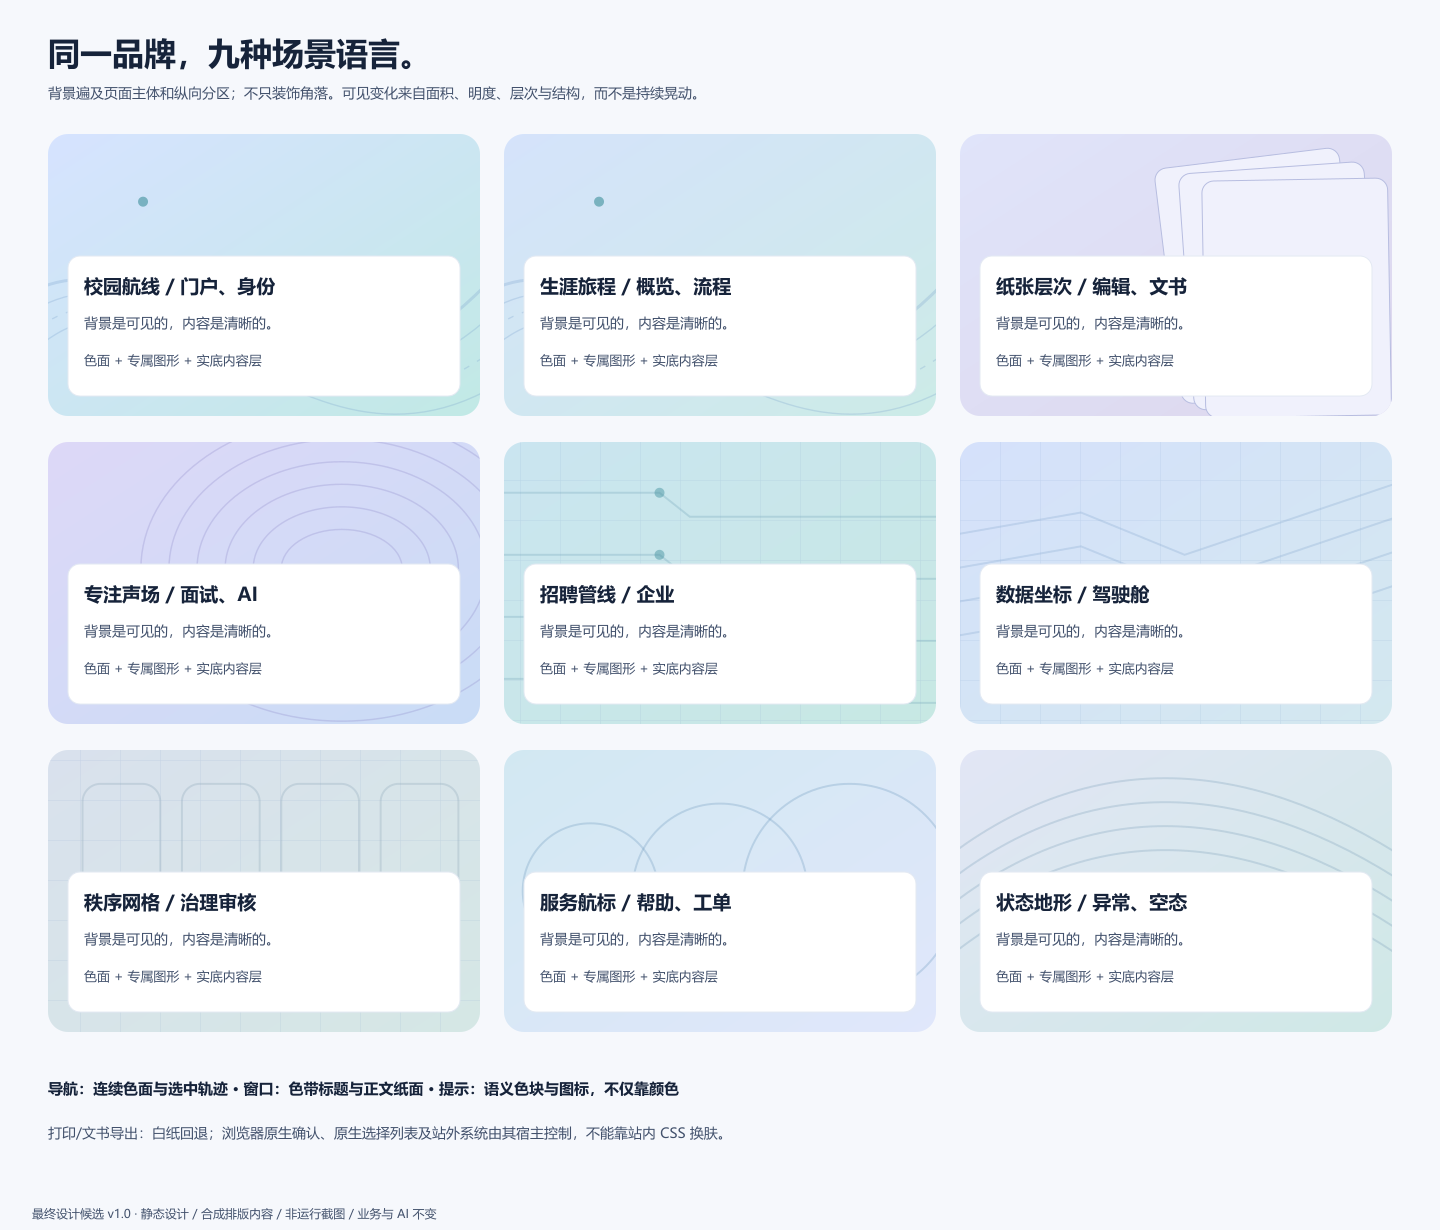 同一品牌，九种场景语言。
背景遍及页面主体和纵向分区；不只装饰角落。可见变化来自面积、明度、层次与结构，而不是持续晃动。
校园航线 / 门户、身份
背景是可见的，内容是清晰的。
色面 + 专属图形 + 实底内容层
生涯旅程 / 概览、流程
背景是可见的，内容是清晰的。
色面 + 专属图形 + 实底内容层
纸张层次 / 编辑、文书
背景是可见的，内容是清晰的。
色面 + 专属图形 + 实底内容层
专注声场 / 面试、AI
背景是可见的，内容是清晰的。
色面 + 专属图形 + 实底内容层
招聘管线 / 企业
背景是可见的，内容是清晰的。
色面 + 专属图形 + 实底内容层
数据坐标 / 驾驶舱
背景是可见的，内容是清晰的。
色面 + 专属图形 + 实底内容层
秩序网格 / 治理审核
背景是可见的，内容是清晰的。
色面 + 专属图形 + 实底内容层
服务航标 / 帮助、工单
背景是可见的，内容是清晰的。
色面 + 专属图形 + 实底内容层
状态地形 / 异常、空态
背景是可见的，内容是清晰的。
色面 + 专属图形 + 实底内容层
导航：连续色面与选中轨迹 · 窗口：色带标题与正文纸面 · 提示：语义色块与图标，不仅靠颜色
打印/文书导出：白纸回退；浏览器原生确认、原生选择列表及站外系统由其宿主控制，不能靠站内 CSS 换肤。
最终设计候选 v1.0 · 静态设计 / 合成排版内容 / 非运行截图 / 业务与 AI 不变